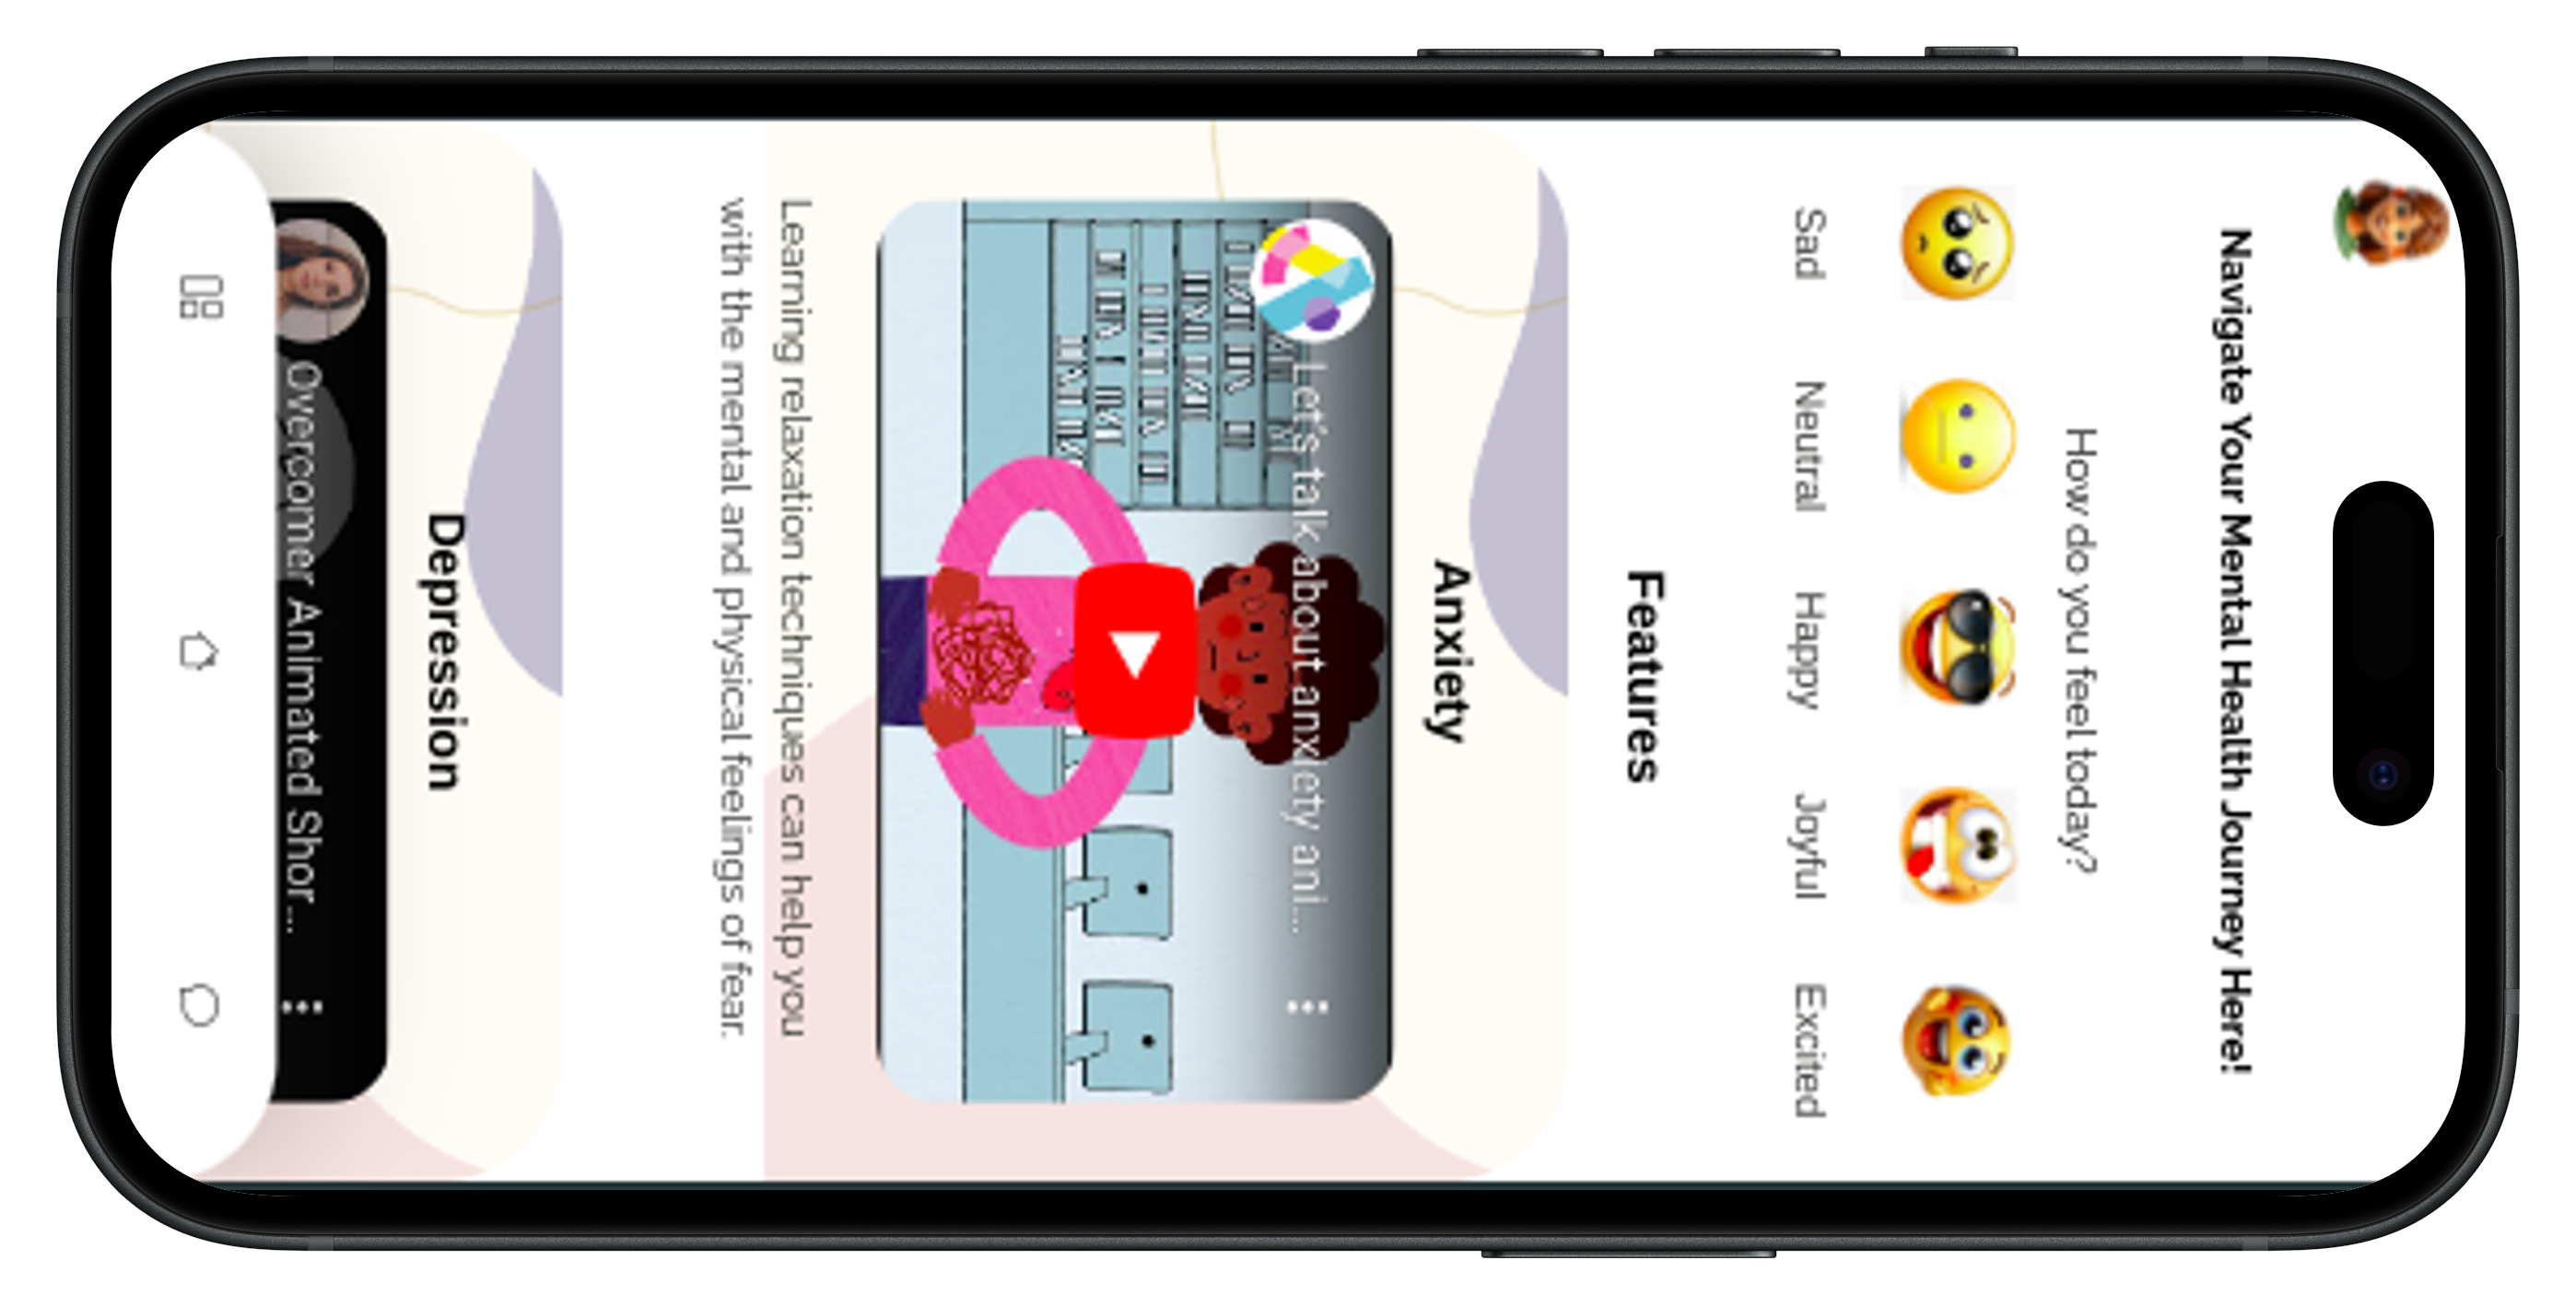 Navigate Your Mental Health Journey Here!
How do you feel today?
Sad Neutral Happy Joyful Excited
Features
Anxiety
Let's talk about anxiety ani...
Learning relaxation techniques can help you
with the mental and physical feelings of fear.
Depression
Overcomer Animated Shor...